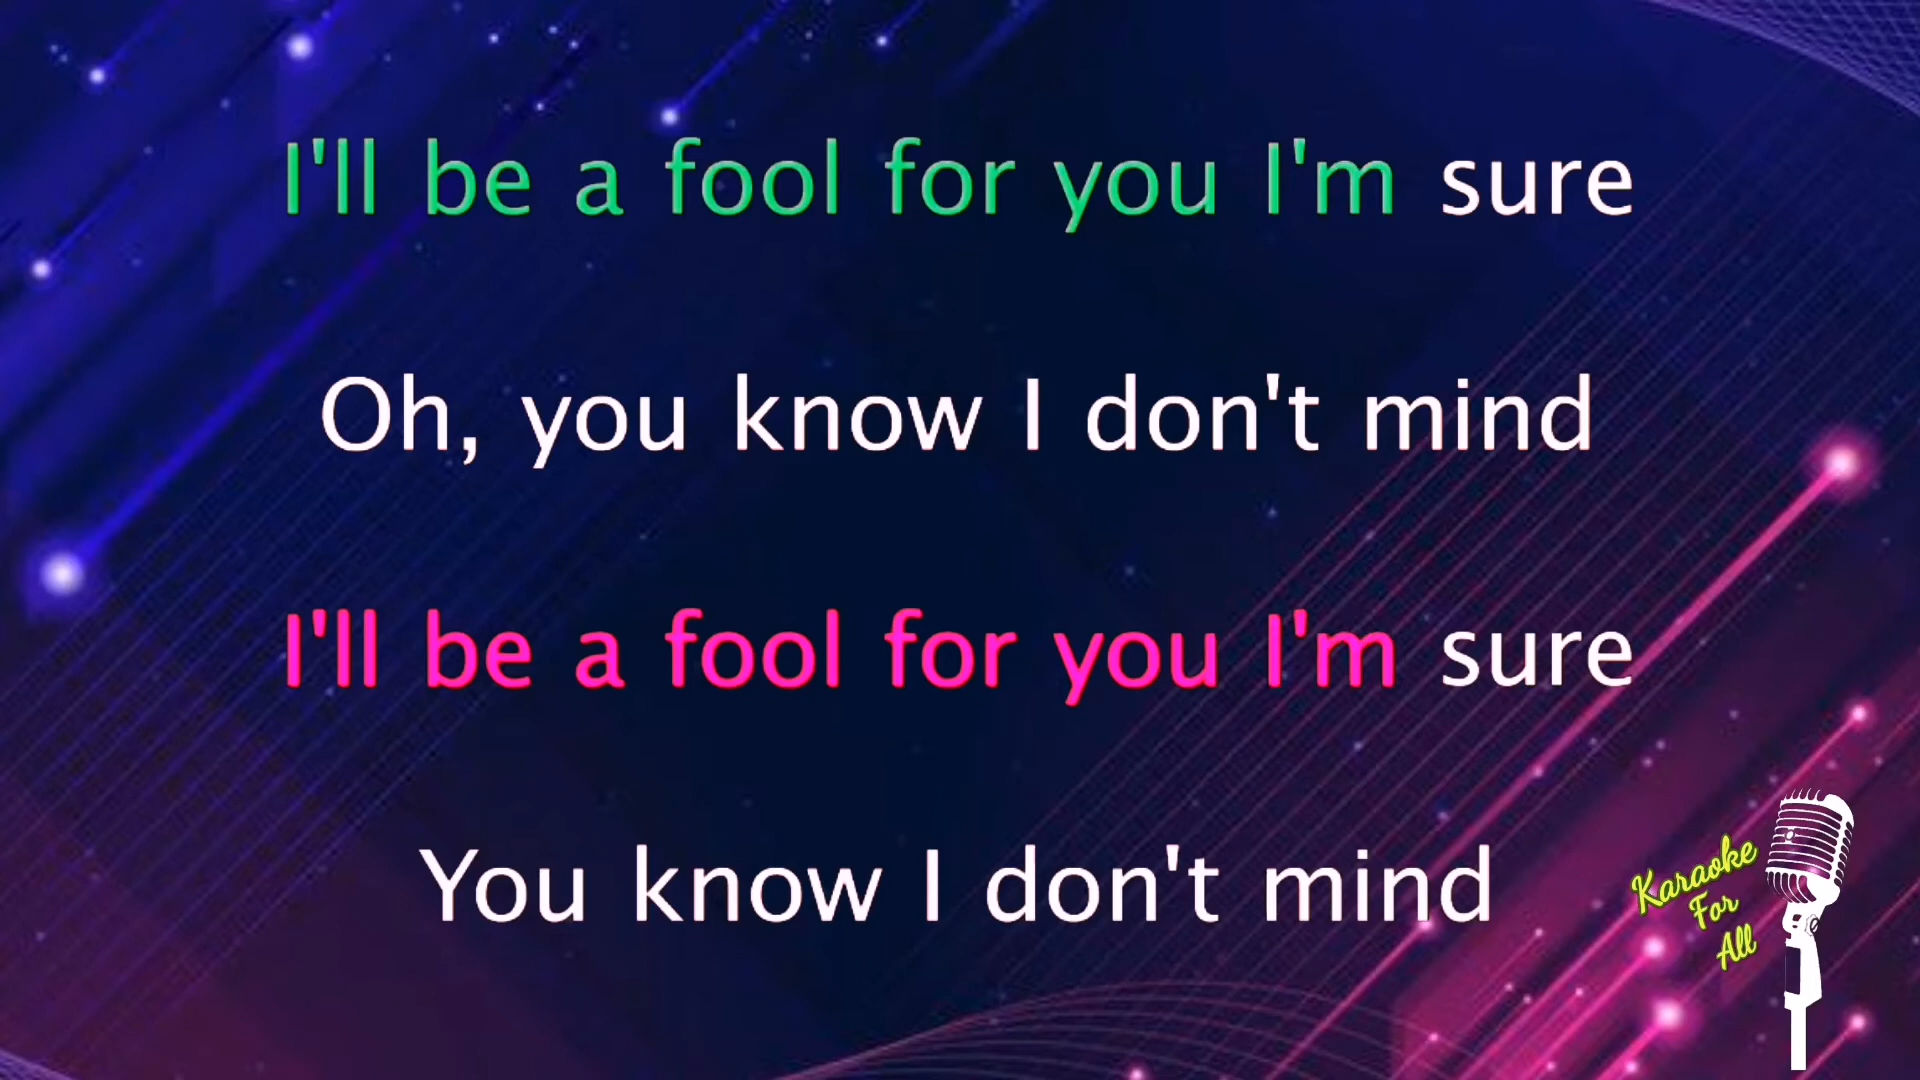 I'll be a fool for you I'm sure
Oh, you know I don't mind
I'll be a fool for you I'm sure
You know I don't mind
Karaoke
For
All